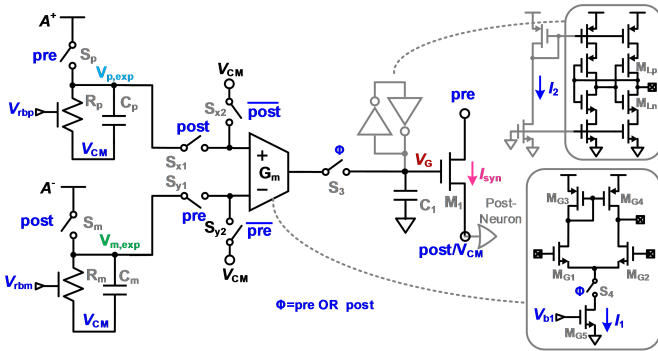 A+
pre
Sp
Vp,exp
Vrbp
Rp
Cp
VCM
post
Sx1
VCM
Sx2
post
+
Gm
−
Φ
S3
VG
C1
pre
M1
Isyn
Post-
Neuron
post/VCM
I2
MLp
MLn
A-
post
Sm
Vm,exp
Vrbm
Rm
Cm
VCM
Sy1
pre
Sy2
pre
VCM
Φ=pre OR post
MG3
MG4
MG1
MG2
Φ
S4
Vb1
I1
MG5